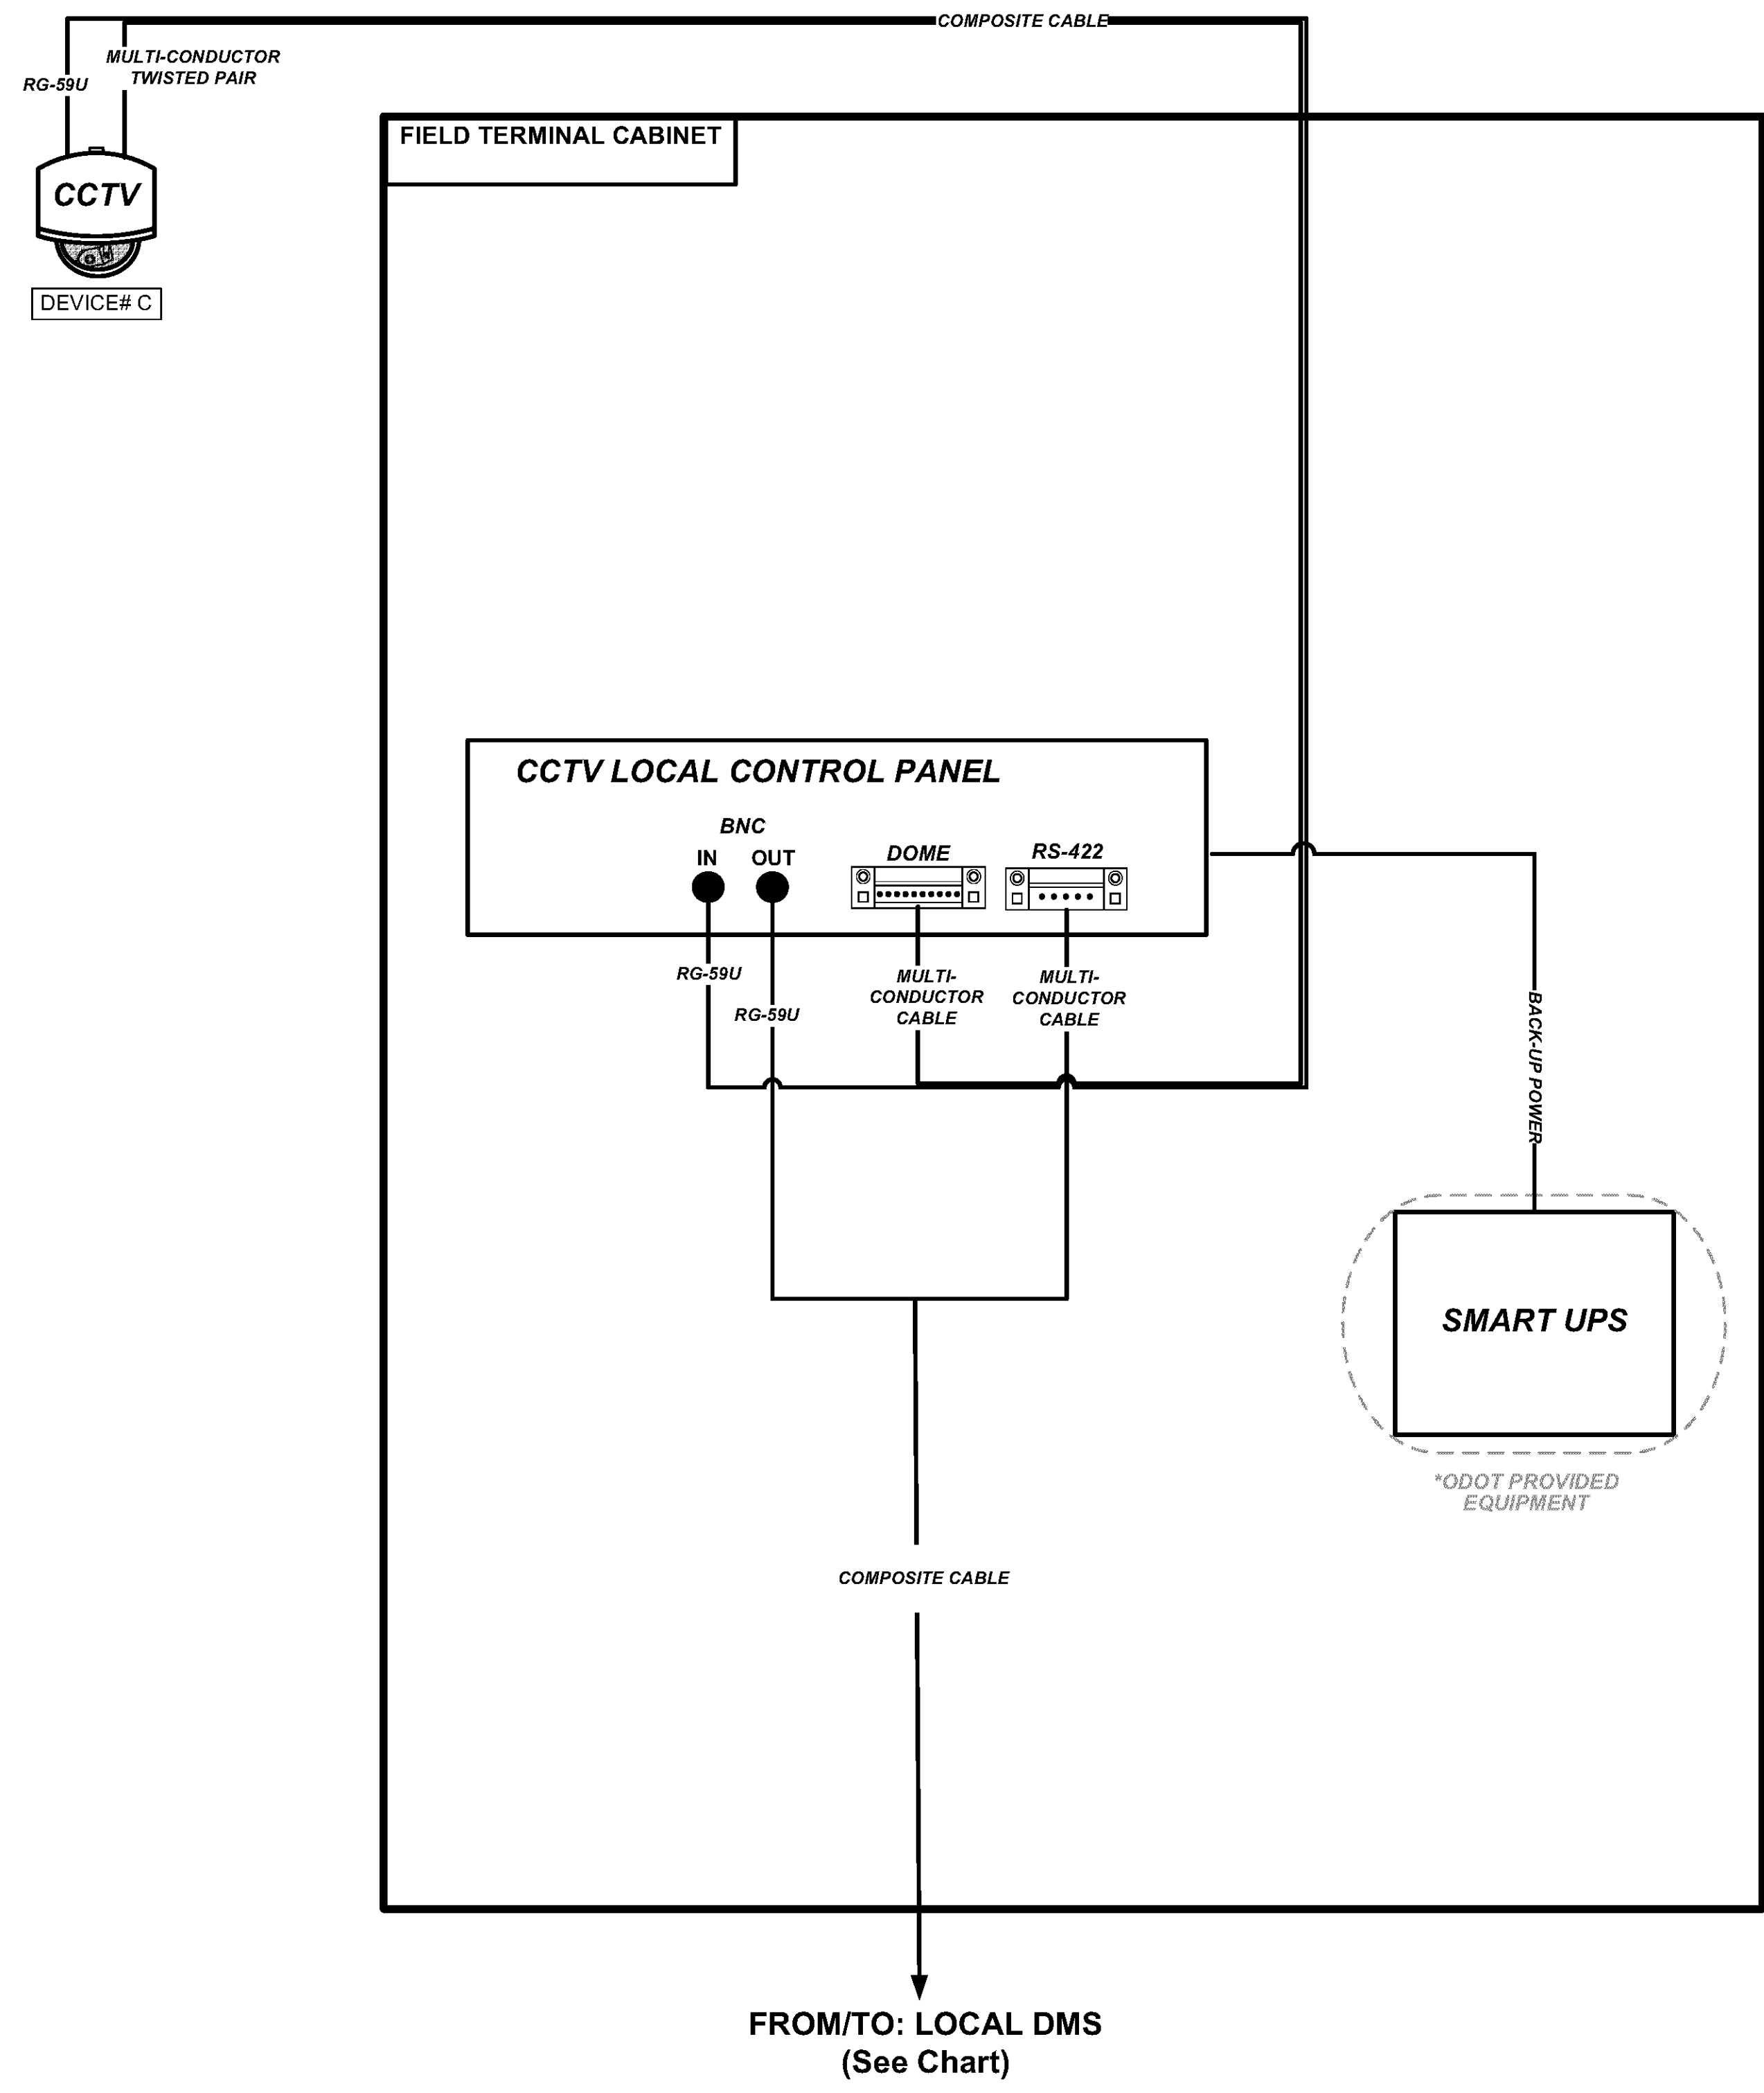 COMPOSITE CABLE
MULTI-CONDUCTOR
TWISTED PAIR
RG-59U
FIELD TERMINAL CABINET
CCTV
DEVICE# C
CCTV LOCAL CONTROL PANEL
BNC
IN
OUT
DOME
RS-422
RG-59U
RG-59U
MULTI-
CONDUCTOR
CABLE
MULTI-
CONDUCTOR
CABLE
BACK-UP POWER
SMART UPS
*ODOT PROVIDED
EQUIPMENT
COMPOSITE CABLE
FROM/TO: LOCAL DMS
(See Chart)